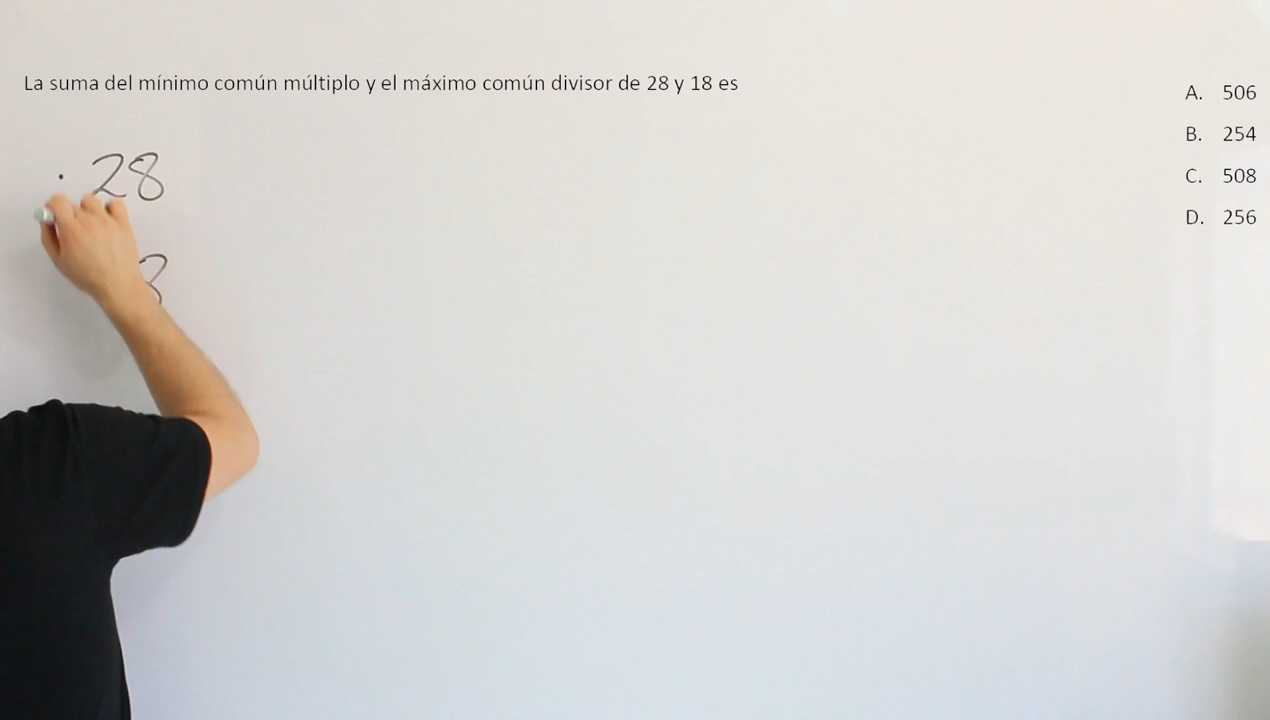 La suma del mínimo común múltiplo y el máximo común divisor de 28 y 18 es
A. 506
B. 254
C. 508
D. 256
28